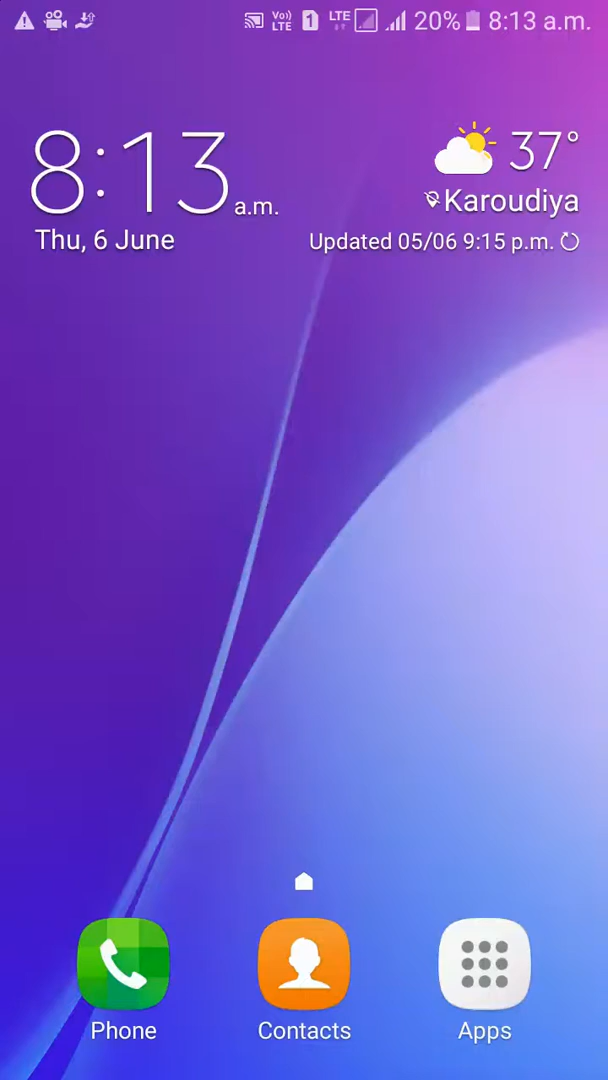 Vo) LTE 1 LTE 20% 8:13 a.m.
8:13 a.m.
Thu, 6 June
37°
Karoudiya
Updated 05/06 9:15 p.m.
Phone
Contacts
Apps